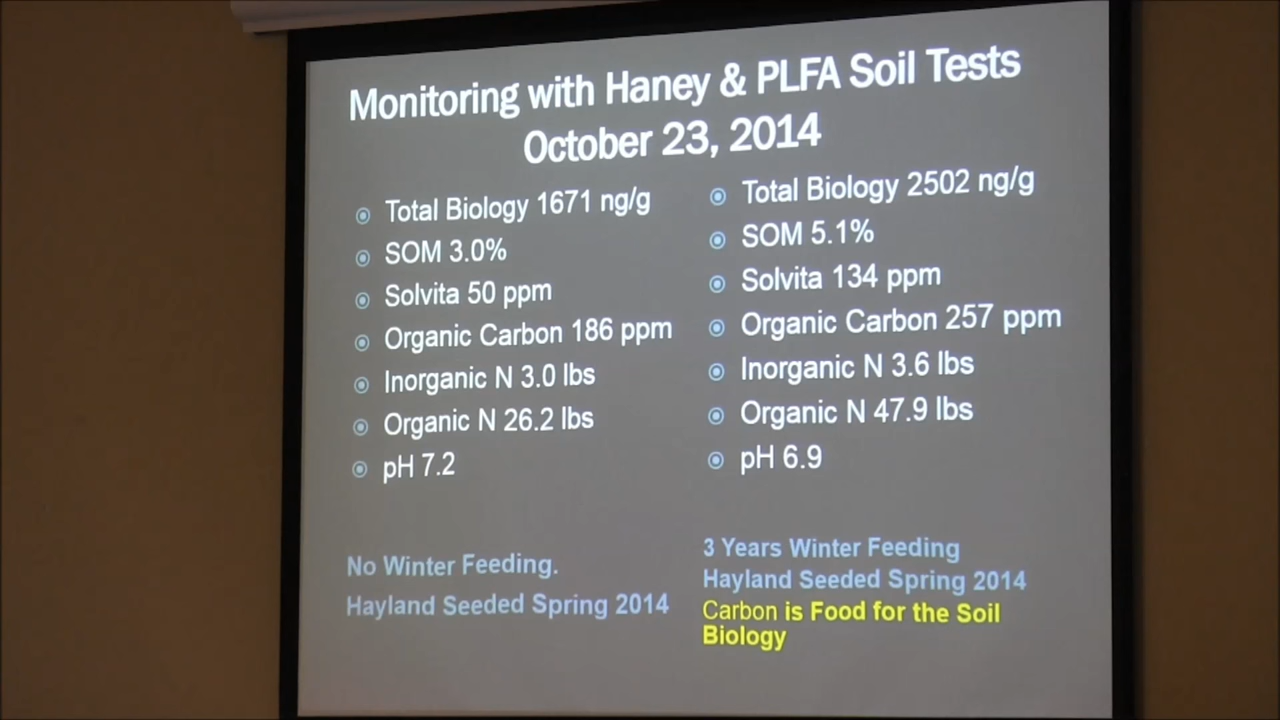 Monitoring with Haney & PLFA Soil Tests
October 23, 2014
Total Biology 1671 ng/g
SOM 3.0%
Solvita 50 ppm
Organic Carbon 186 ppm
Inorganic N 3.0 lbs
Organic N 26.2 lbs
pH 7.2
No Winter Feeding.
Hayland Seeded Spring 2014
Total Biology 2502 ng/g
SOM 5.1%
Solvita 134 ppm
Organic Carbon 257 ppm
Inorganic N 3.6 lbs
Organic N 47.9 lbs
pH 6.9
3 Years Winter Feeding
Hayland Seeded Spring 2014
Carbon is Food for the Soil
Biology